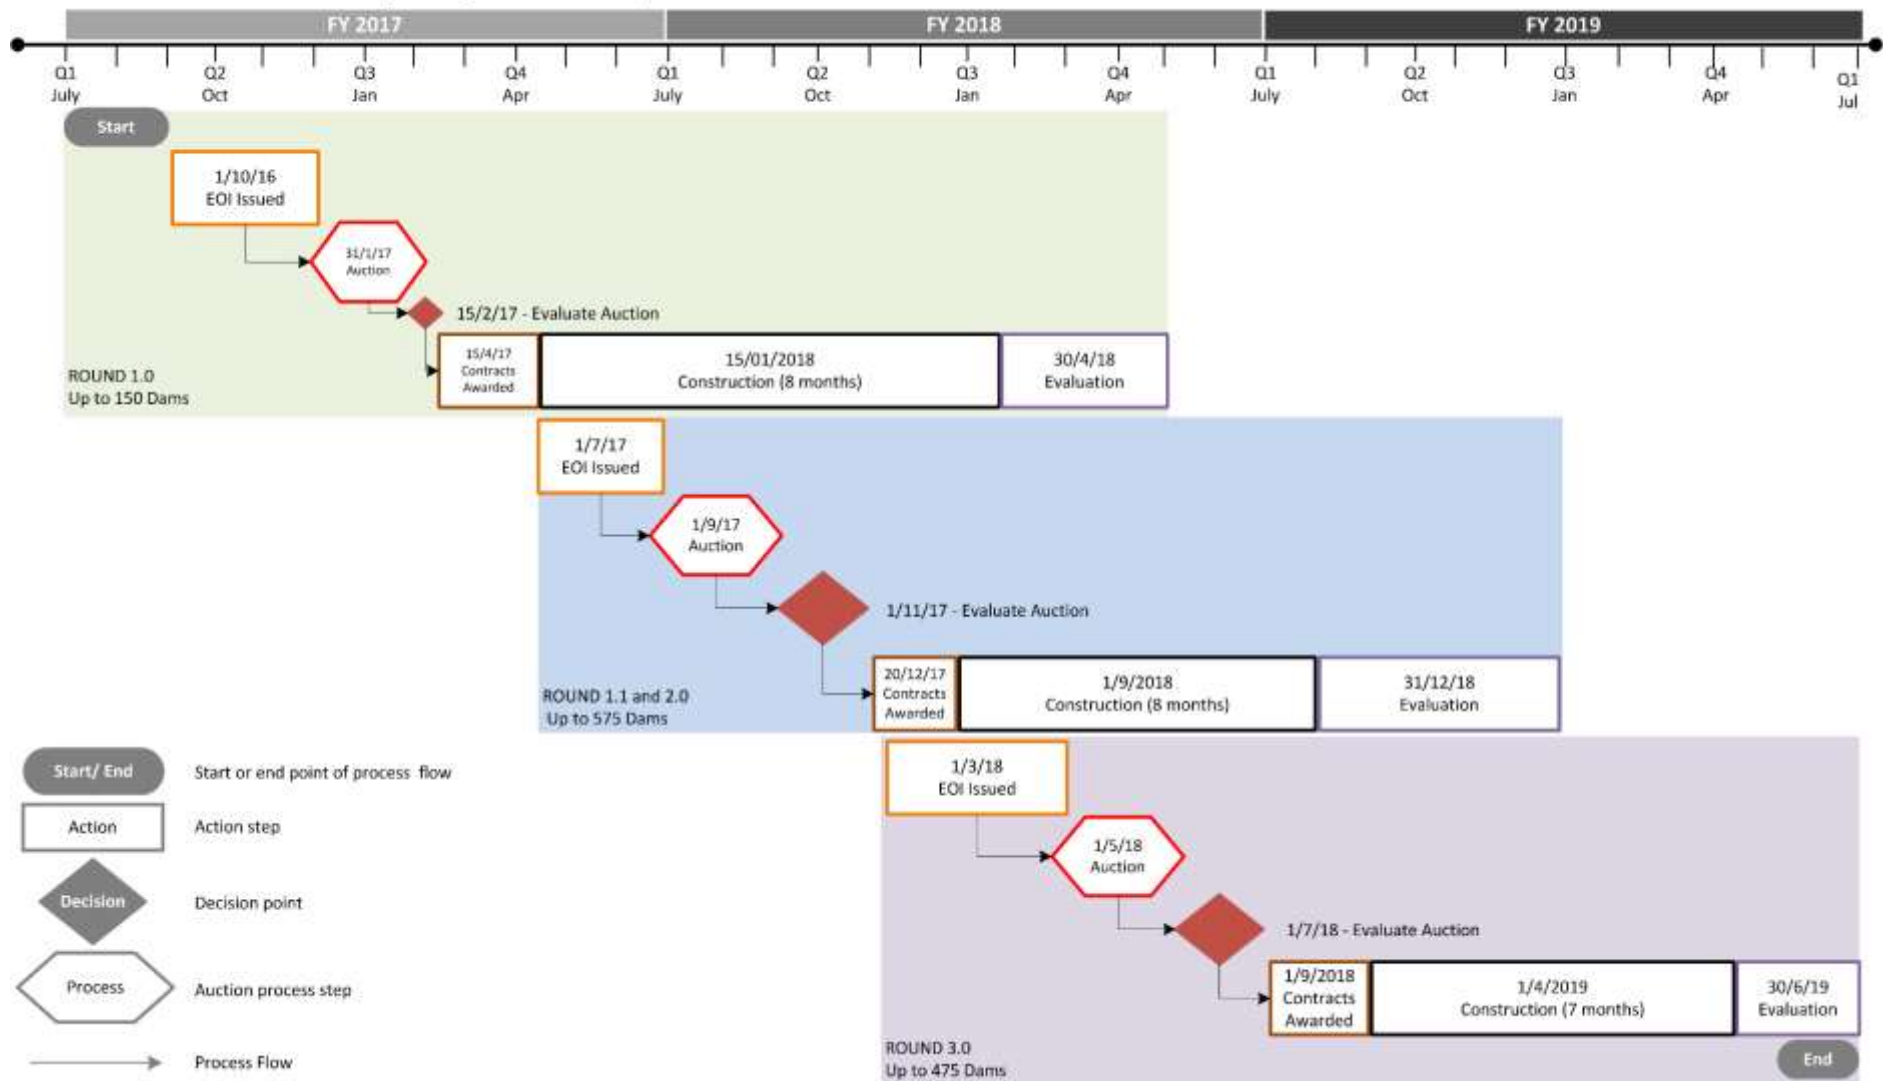 FY 2017
FY 2018
FY 2019
Q1
July
Q2
Oct
Q3
Jan
Q4
Apr
Q1
July
Q2
Oct
Q3
Jan
Q4
Apr
Q1
July
Q2
Oct
Q3
Jan
Q4
Apr
Q1
Jul
Start
1/10/16
EOI Issued
31/1/17
Auction
15/2/17 - Evaluate Auction
15/4/17
Contracts
Awarded
15/01/2018
Construction (8 months)
30/4/18
Evaluation
ROUND 1.0
Up to 150 Dams
1/7/17
EOI Issued
1/9/17
Auction
1/11/17 - Evaluate Auction
20/12/17
Contracts
Awarded
1/9/2018
Construction (8 months)
31/12/18
Evaluation
ROUND 1.1 and 2.0
Up to 575 Dams
1/3/18
EOI Issued
1/5/18
Auction
1/7/18 - Evaluate Auction
1/9/2018
Contracts
Awarded
1/4/2019
Construction (7 months)
30/6/19
Evaluation
ROUND 3.0
Up to 475 Dams
End
Start/ End
Start or end point of process flow
Action
Action step
Decision
Decision point
Process
Auction process step
Process Flow